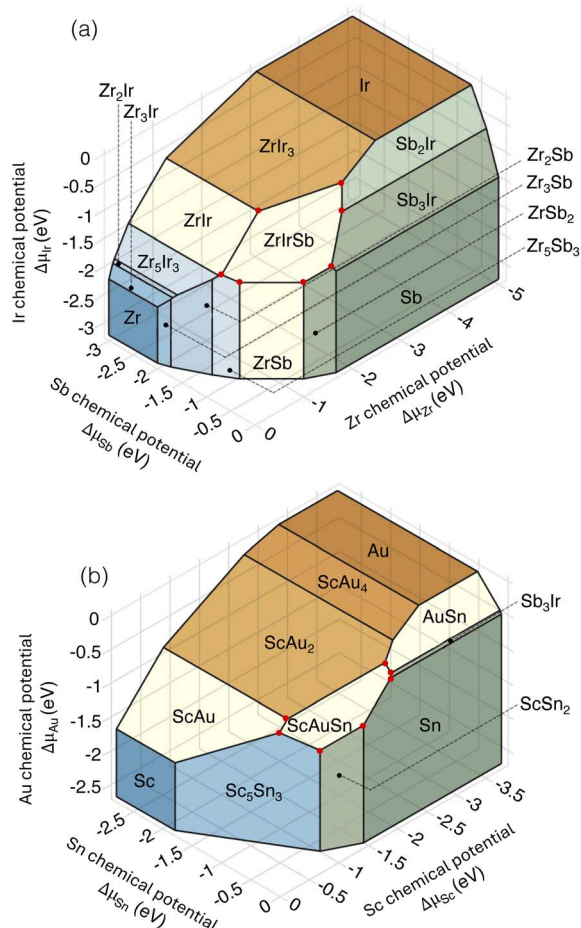 (a)
Zr2Ir
Zr3Ir
Ir
ZrIr3
Sb2Ir
Zr2Sb
Zr3Sb
ZrSb2
Zr5Sb3
Sb3Ir
ZrIr
ZrIrSb
Zr5Ir3
Zr
Sb
ZrSb
Ir chemical potential
ΔμIr (eV)
0
-0.5
-1
-1.5
-2
-2.5
-3
-3
-2.5
-2
-1.5
-1
-0.5
0
Sb chemical potential
ΔμSb (eV)
0
-1
-2
-3
-4
-5
Zr chemical potential
ΔμZr (eV)
(b)
Au
ScAu4
AuSn
Sb3Ir
ScAu2
ScSn2
ScAu
ScAuSn
Sn
Sc
Sc5Sn3
Au chemical potential
ΔμAu (eV)
0
-0.5
-1
-1.5
-2
-2.5
-2.5
-2
-1.5
-1
-0.5
0
Sn chemical potential
ΔμSn (eV)
0
-0.5
-1
-1.5
-2
-2.5
-3
-3.5
Sc chemical potential
ΔμSc (eV)